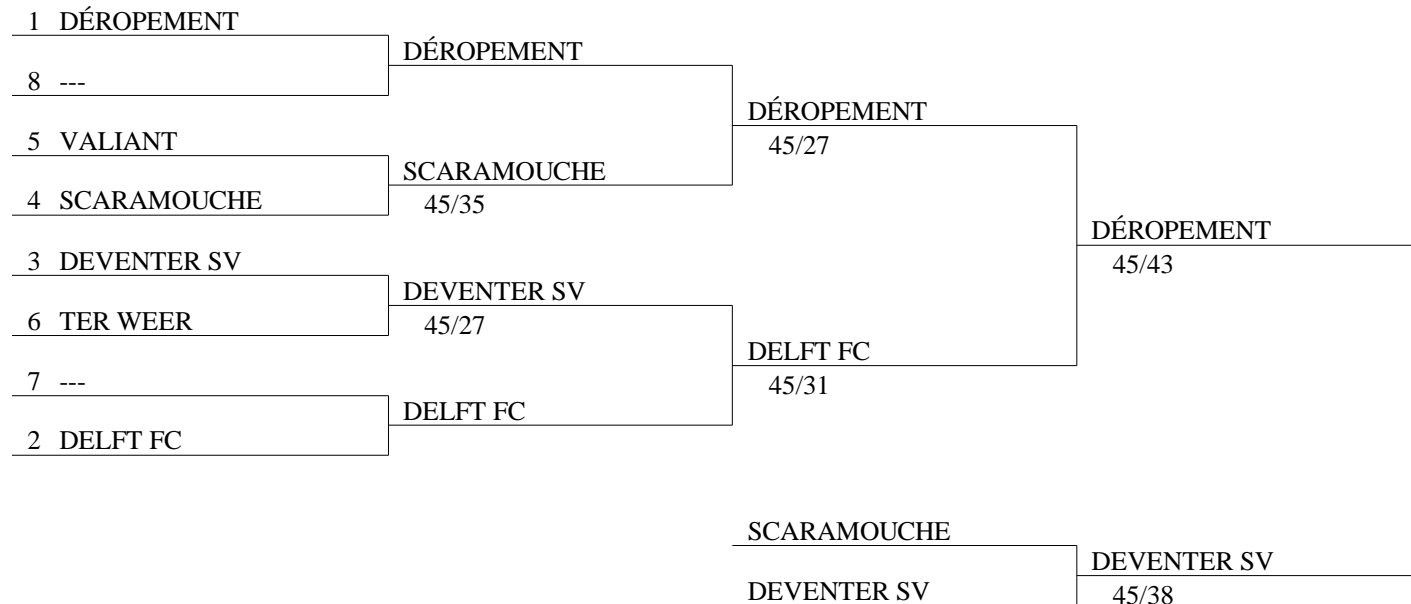 1 DÉROPEMENT
DÉROPEMENT
8 ---
DÉROPEMENT
45/27
5 VALIANT
SCARAMOUCHE
45/35
4 SCARAMOUCHE
DÉROPEMENT
45/43
3 DEVENTER SV
DEVENTER SV
45/27
6 TER WEER
DELFT FC
45/31
7 ---
DELFT FC
2 DELFT FC
SCARAMOUCHE
DEVENTER SV
45/38
DEVENTER SV